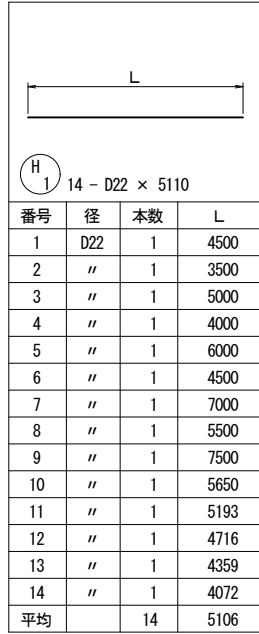 L
H
1
14 - D22 × 5110
番号 径 本数 L
1 D22 1 4500
2 〃 1 3500
3 〃 1 5000
4 〃 1 4000
5 〃 1 6000
6 〃 1 4500
7 〃 1 7000
8 〃 1 5500
9 〃 1 7500
10 〃 1 5650
11 〃 1 5193
12 〃 1 4716
13 〃 1 4359
14 〃 1 4072
平均 14 5106